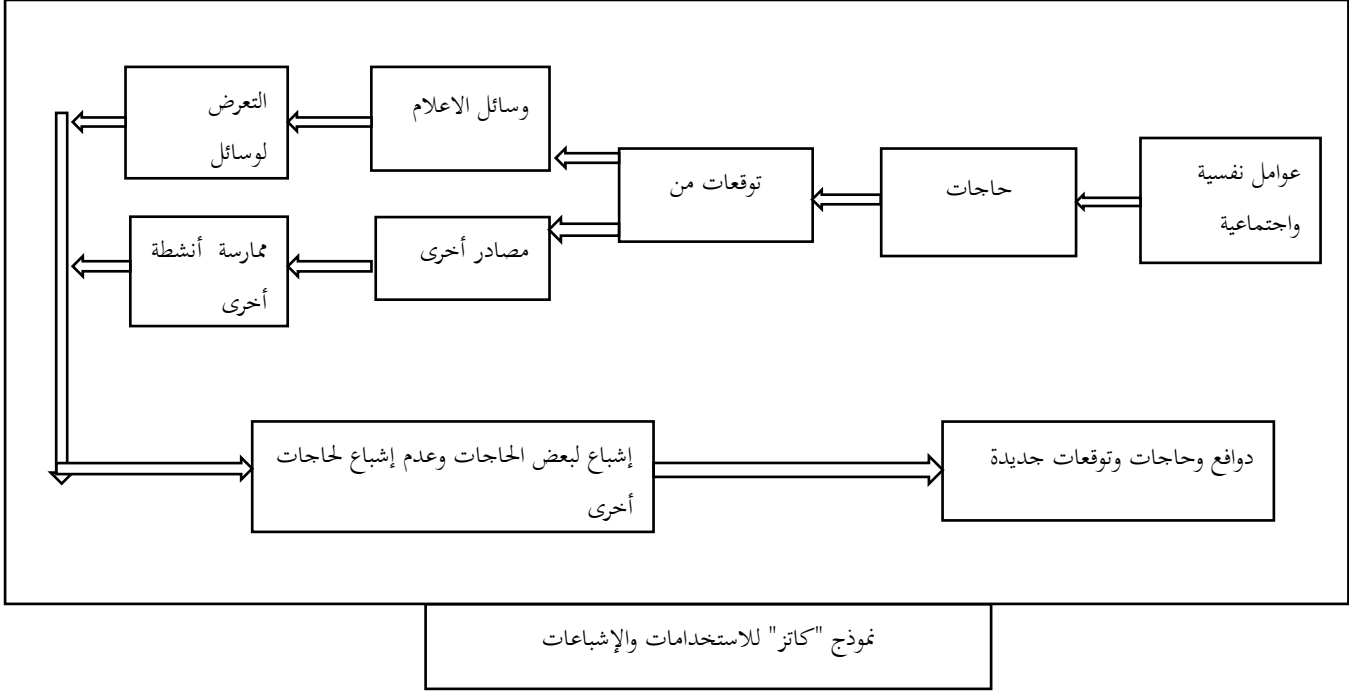 عوامل نفسية
واجتماعية
حاجات
توقعات من
وسائل الاعلام
التعرض
لوسائل
مصادر أخرى
ممارسة أنشطة
أخرى
إشباع لبعض الحاجات وعدم إشباع لحاجات
أخرى
دوافع وحاجات وتوقعات جديدة
نموذج "كاتز" للاستخدامات والإشباعات